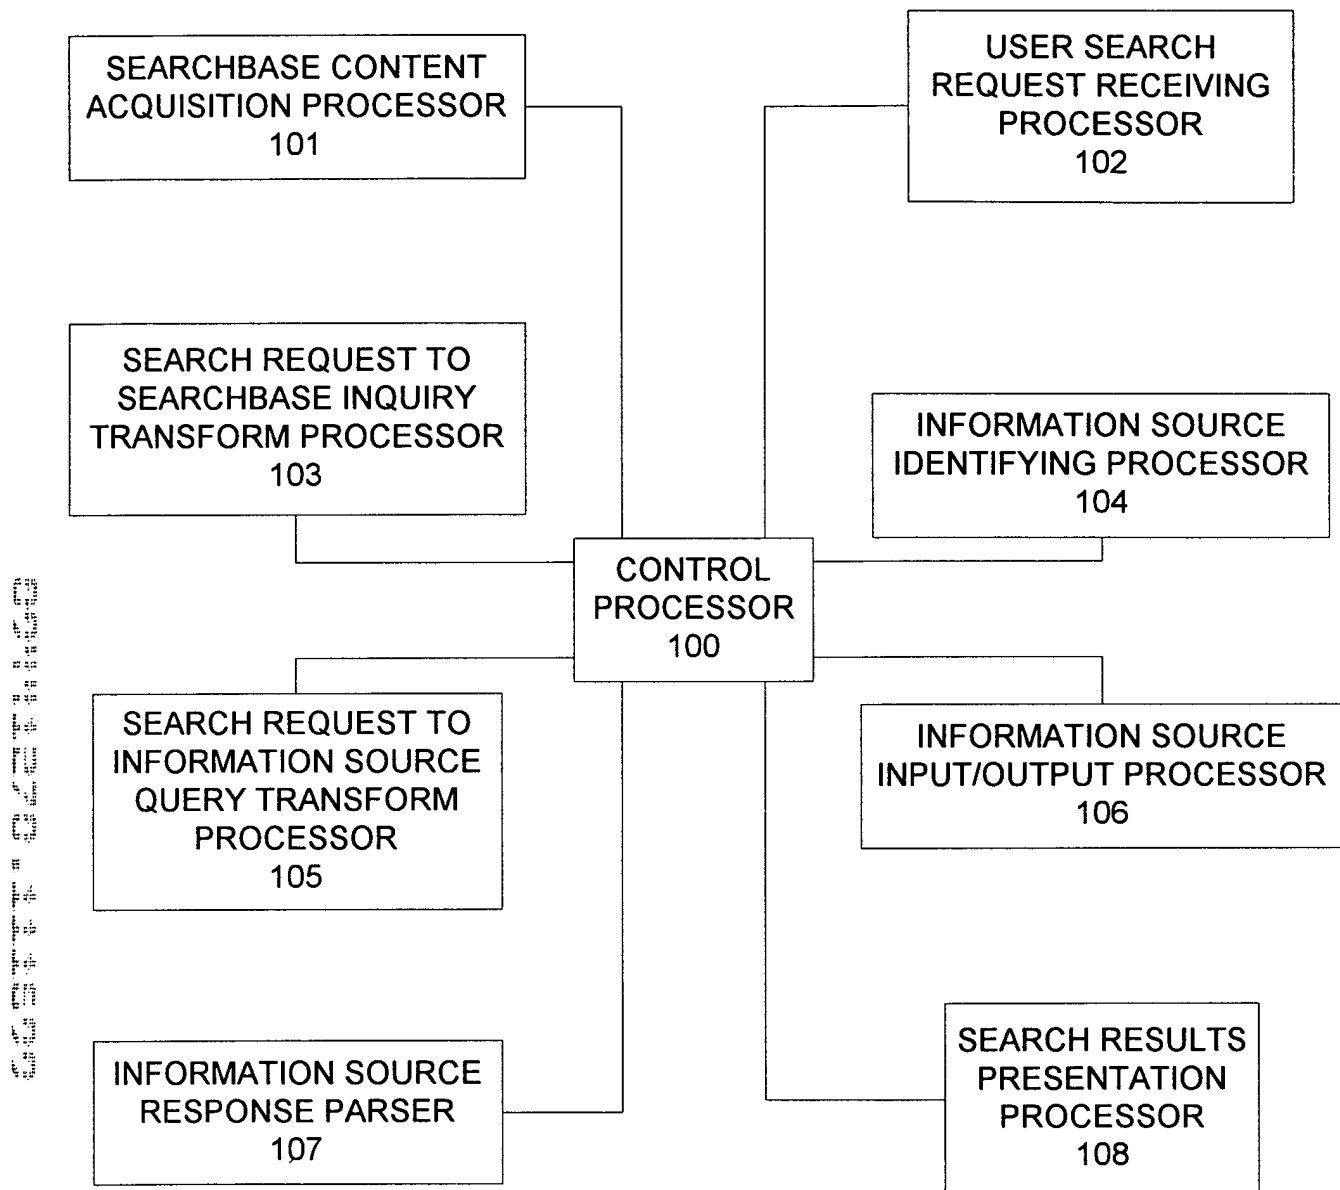 SEARCHBASE CONTENT
ACQUISITION PROCESSOR
101
USER SEARCH
REQUEST RECEIVING
PROCESSOR
102
SEARCH REQUEST TO
SEARCHBASE INQUIRY
TRANSFORM PROCESSOR
103
INFORMATION SOURCE
IDENTIFYING PROCESSOR
104
CONTROL
PROCESSOR
100
SEARCH REQUEST TO
INFORMATION SOURCE
QUERY TRANSFORM
PROCESSOR
105
INFORMATION SOURCE
INPUT/OUTPUT PROCESSOR
106
INFORMATION SOURCE
RESPONSE PARSER
107
SEARCH RESULTS
PRESENTATION
PROCESSOR
108